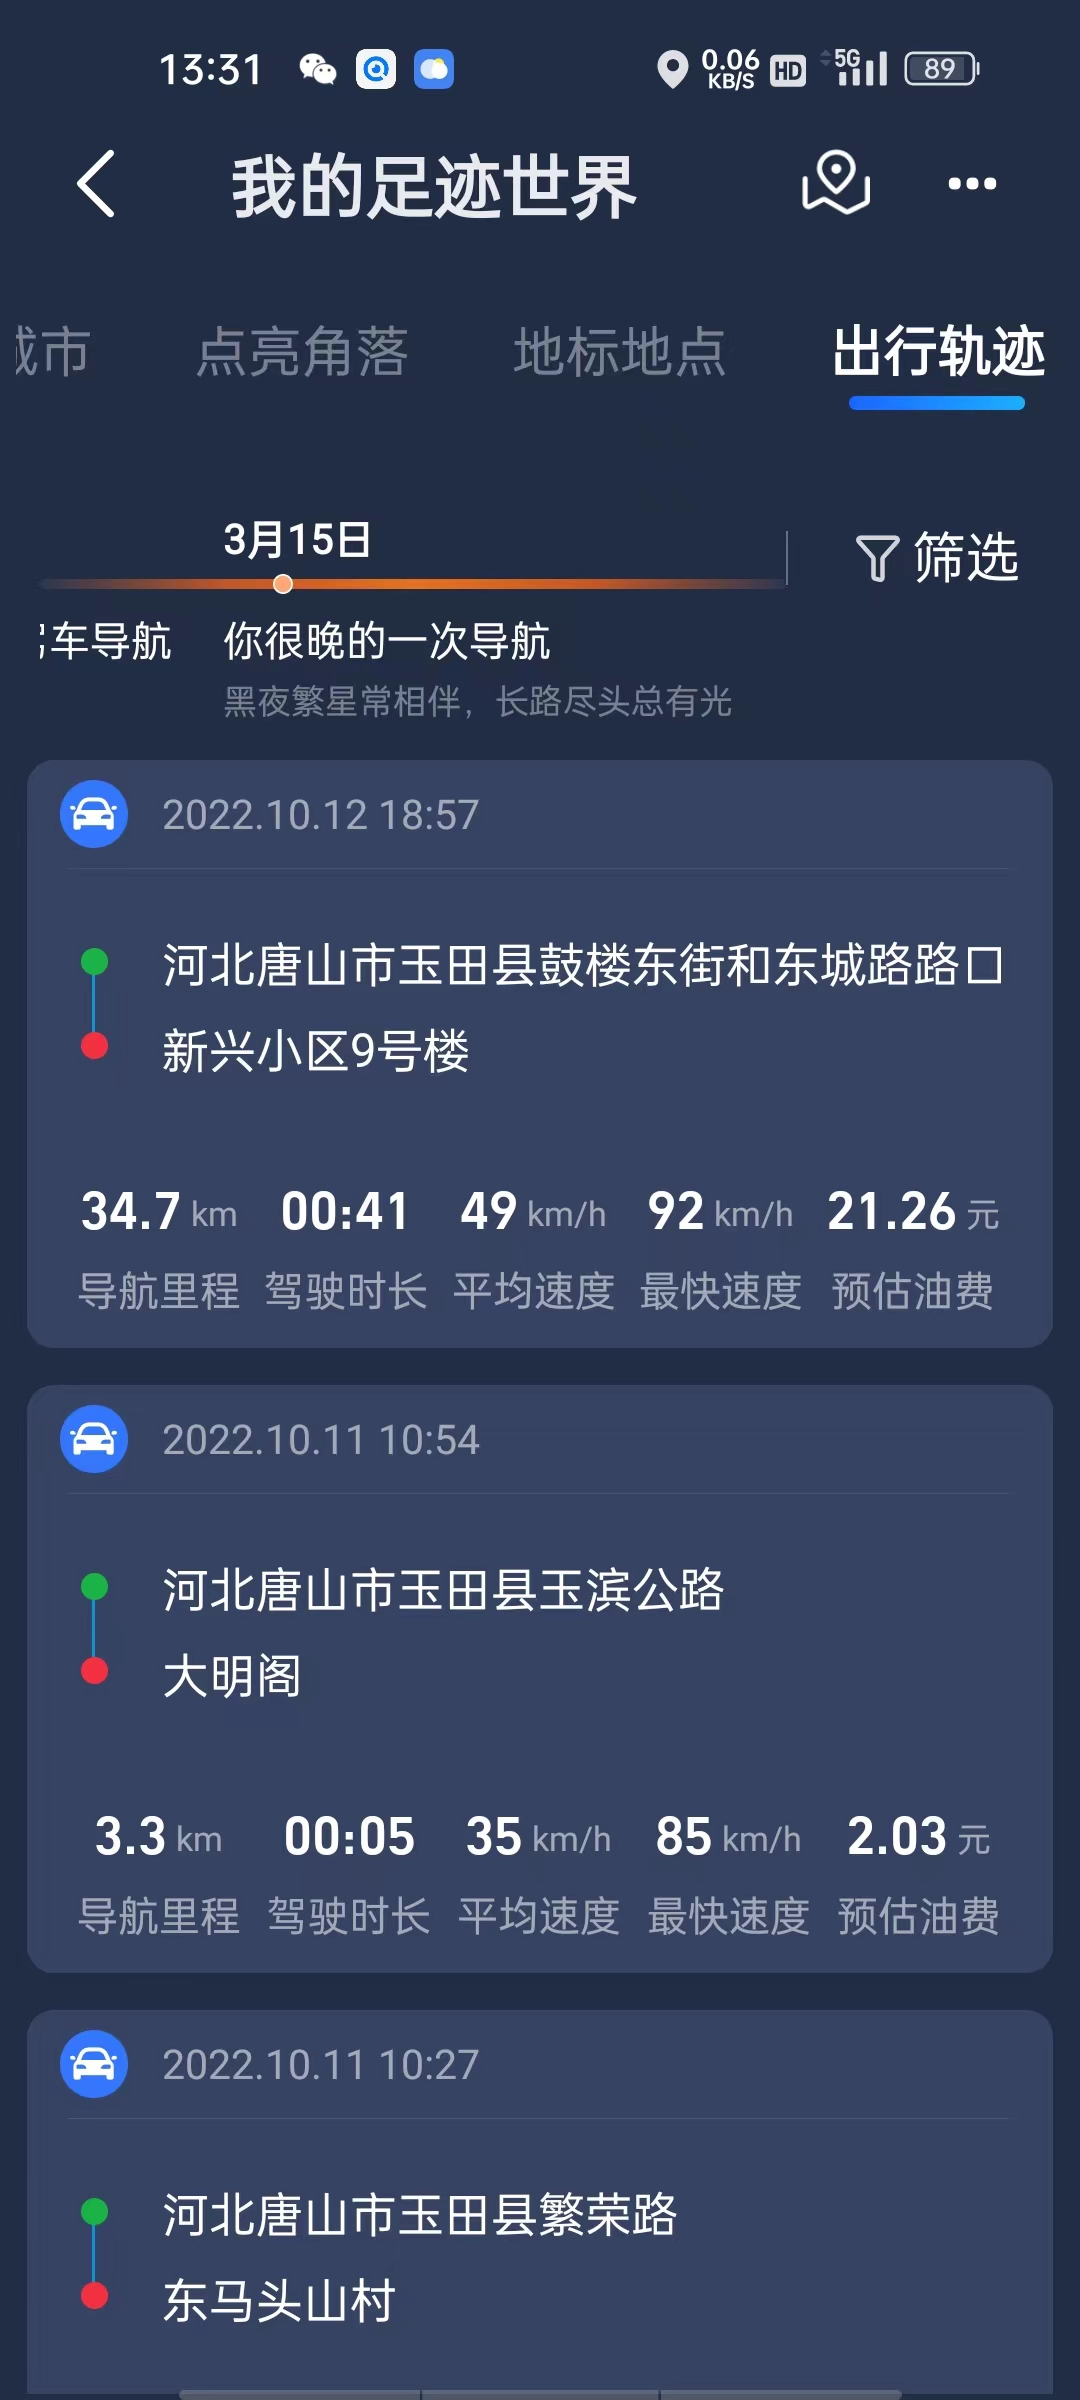 13:31 0.06 KB/S HD 5G 89
我的足迹世界
城市 点亮角落 地标地点 出行轨迹
3月15日
筛选
车导航 你很晚的一次导航
黑夜繁星常相伴，长路尽头总有光
2022.10.12 18:57
河北唐山市玉田县鼓楼东街和东城路路口
新兴小区9号楼
34.7 km 00:41 49 km/h 92 km/h 21.26 元
导航里程 驾驶时长 平均速度 最快速度 预估油费
2022.10.11 10:54
河北唐山市玉田县玉滨公路
大明阁
3.3 km 00:05 35 km/h 85 km/h 2.03 元
导航里程 驾驶时长 平均速度 最快速度 预估油费
2022.10.11 10:27
河北唐山市玉田县繁荣路
东马头山村